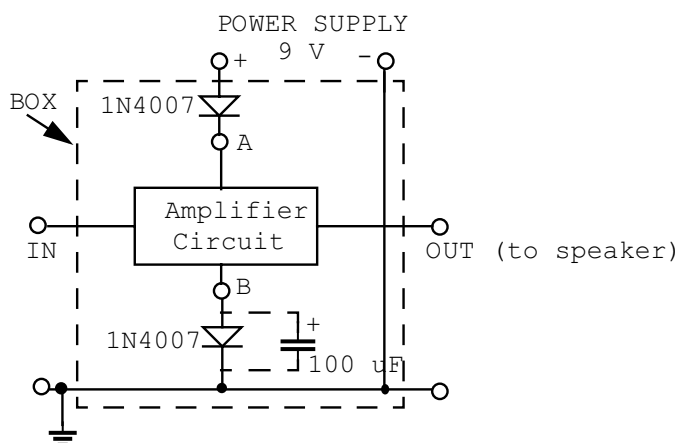 POWER SUPPLY
9 V
+ -
BOX
1N4007
A
Amplifier
Circuit
IN
OUT (to speaker)
B
+
1N4007
100 uF